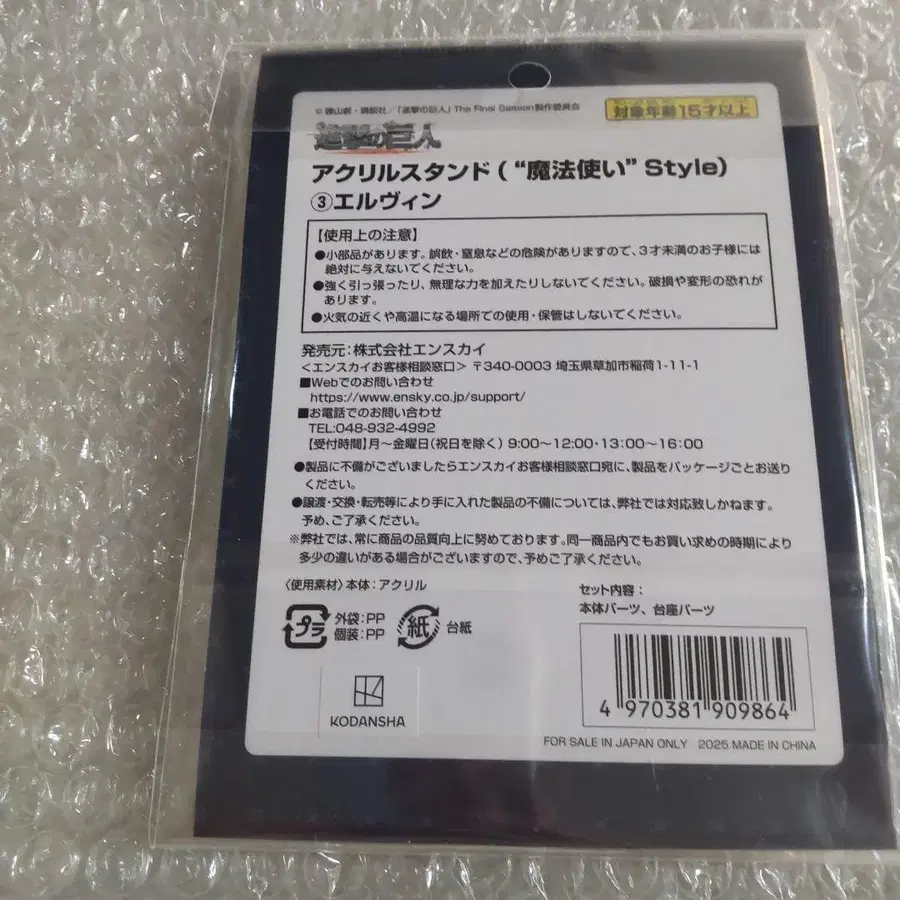 © 諫山創・講談社/「進撃の巨人」The Final Season製作委員会
対象年齢15才以上
進撃の巨人
アクリルスタンド(“魔法使い”Style)
③エルヴィン
【使用上の注意】
●小部品があります。誤飲・窒息などの危険がありますので、3才未満のお子様には
絶対に与えないでください。
●強く引っ張ったり、無理な力を加えたりしないでください。破損や変形の恐れが
あります。
●火気の近くや高温になる場所での使用・保管はしないでください。
発売元:株式会社エンスカイ
<エンスカイお客様相談窓口> 〒340-0003 埼玉県草加市稲荷1-11-1
■Webでのお問い合わせ
https://www.ensky.co.jp/support/
■お電話でのお問い合わせ
TEL:048-932-4992
【受付時間】月~金曜日(祝日を除く) 9:00~12:00・13:00~16:00
●製品に不備がございましたらエンスカイお客様相談窓口宛に、製品をパッケージごとお送り
ください。
●譲渡・交換・転売等により手に入れた製品の不備については、弊社では対応致しかねます。
予め、ご了承ください。
※弊社では、常に商品の品質向上に努めております。同一商品内でもお買い求めの時期により
多少の違いがある場合がございますので、予めご了承ください。
〈使用素材〉本体:アクリル
セット内容:
本体パーツ、台座パーツ
プラ
外袋:PP
個装:PP
紙
台紙
KODANSHA
4 970381 909864
FOR SALE IN JAPAN ONLY 2025 MADE IN CHINA